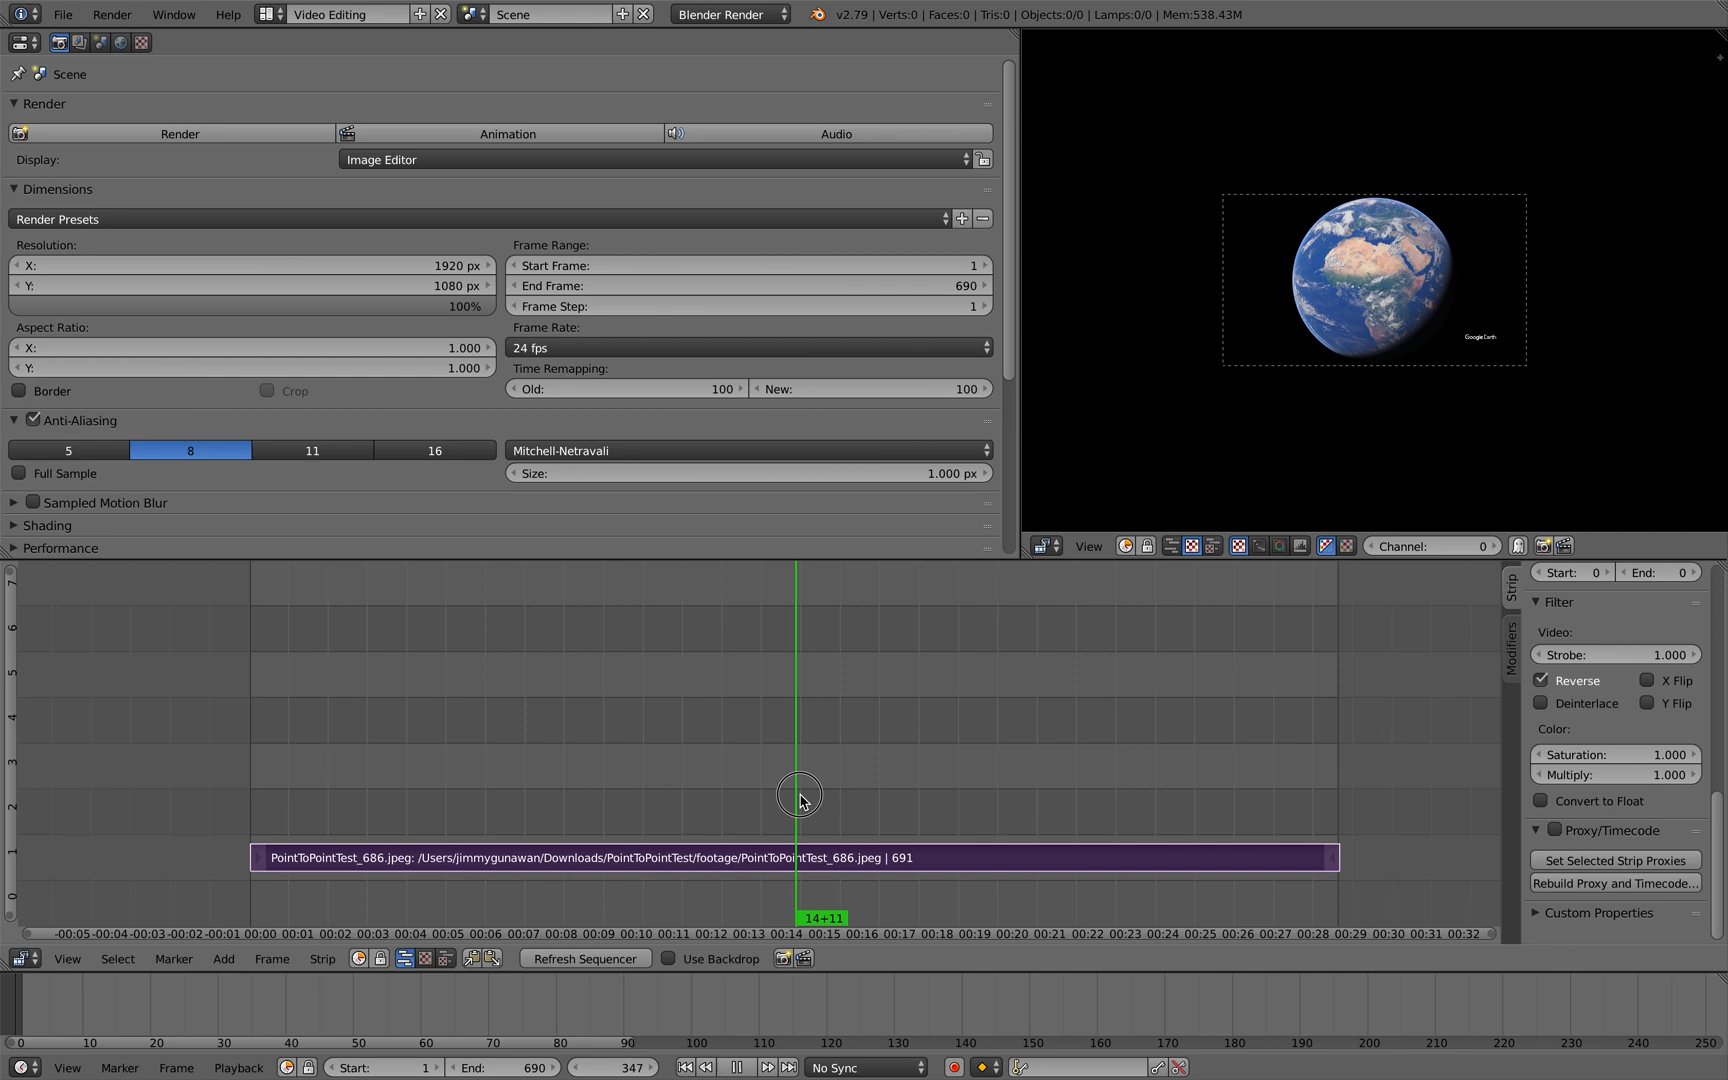 File Render Window Help Video Editing Scene Blender Render v2.79 | Verts:0 | Faces:0 | Tris:0 | Objects:0/0 | Lamps:0/0 | Mem:538.43M
Scene
Render
Render Animation Audio
Display: Image Editor
Dimensions
Render Presets
Resolution: Frame Range:
X: 1920 px Start Frame: 1
Y: 1080 px End Frame: 690
100% Frame Step: 1
Aspect Ratio: Frame Rate:
X: 1.000 24 fps
Y: 1.000 Time Remapping:
Border Crop Old: 100 New: 100
Anti-Aliasing
5 8 11 16 Mitchell-Netravali
Full Sample Size: 1.000 px
Sampled Motion Blur
Shading
Performance
Google Earth
View Channel: 0
7
6
5
4
3
2
1
0
PointToPointTest_686.jpeg: /Users/jimmygunawan/Downloads/PointToPointTest/footage/PointToPointTest_686.jpeg | 691
14+11
-00:05 -00:04 -00:03 -00:02 -00:01 00:00 00:01 00:02 00:03 00:04 00:05 00:06 00:07 00:08 00:09 00:10 00:11 00:12 00:13 00:14 00:15 00:16 00:17 00:18 00:19 00:20 00:21 00:22 00:23 00:24 00:25 00:26 00:27 00:28 00:29 00:30 00:31 00:32
Strip
Modifiers
Start: 0 End: 0
Filter
Video:
Strobe: 1.000
Reverse X Flip
Deinterlace Y Flip
Color:
Saturation: 1.000
Multiply: 1.000
Convert to Float
Proxy/Timecode
Set Selected Strip Proxies
Rebuild Proxy and Timecode...
Custom Properties
View Select Marker Add Frame Strip Refresh Sequencer Use Backdrop
0 10 20 30 40 50 60 70 80 90 100 110 120 130 140 150 160 170 180 190 200 210 220 230 240 250
View Marker Frame Playback Start: 1 End: 690 347 No Sync